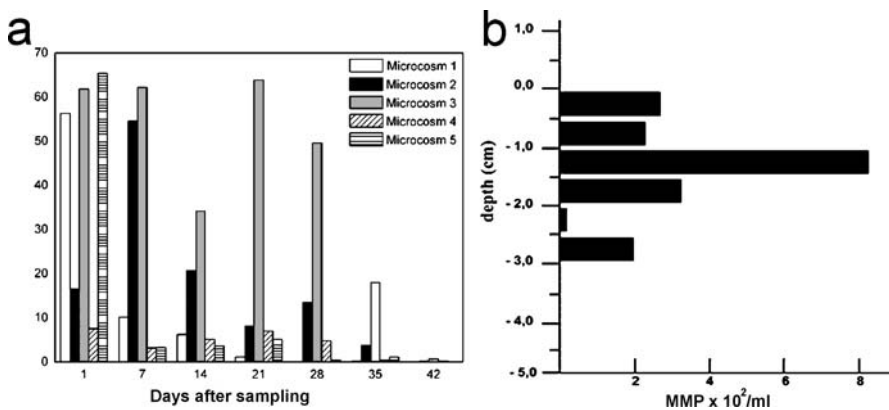 a
70
60
50
40
30
20
10
0
Microcosm 1
Microcosm 2
Microcosm 3
Microcosm 4
Microcosm 5
1 7 14 21 28 35 42
Days after sampling
b
1,0
0,0
- 1,0
- 2,0
- 3,0
- 4,0
- 5,0
depth (cm)
2 4 6 8
MMP x 10²/ml